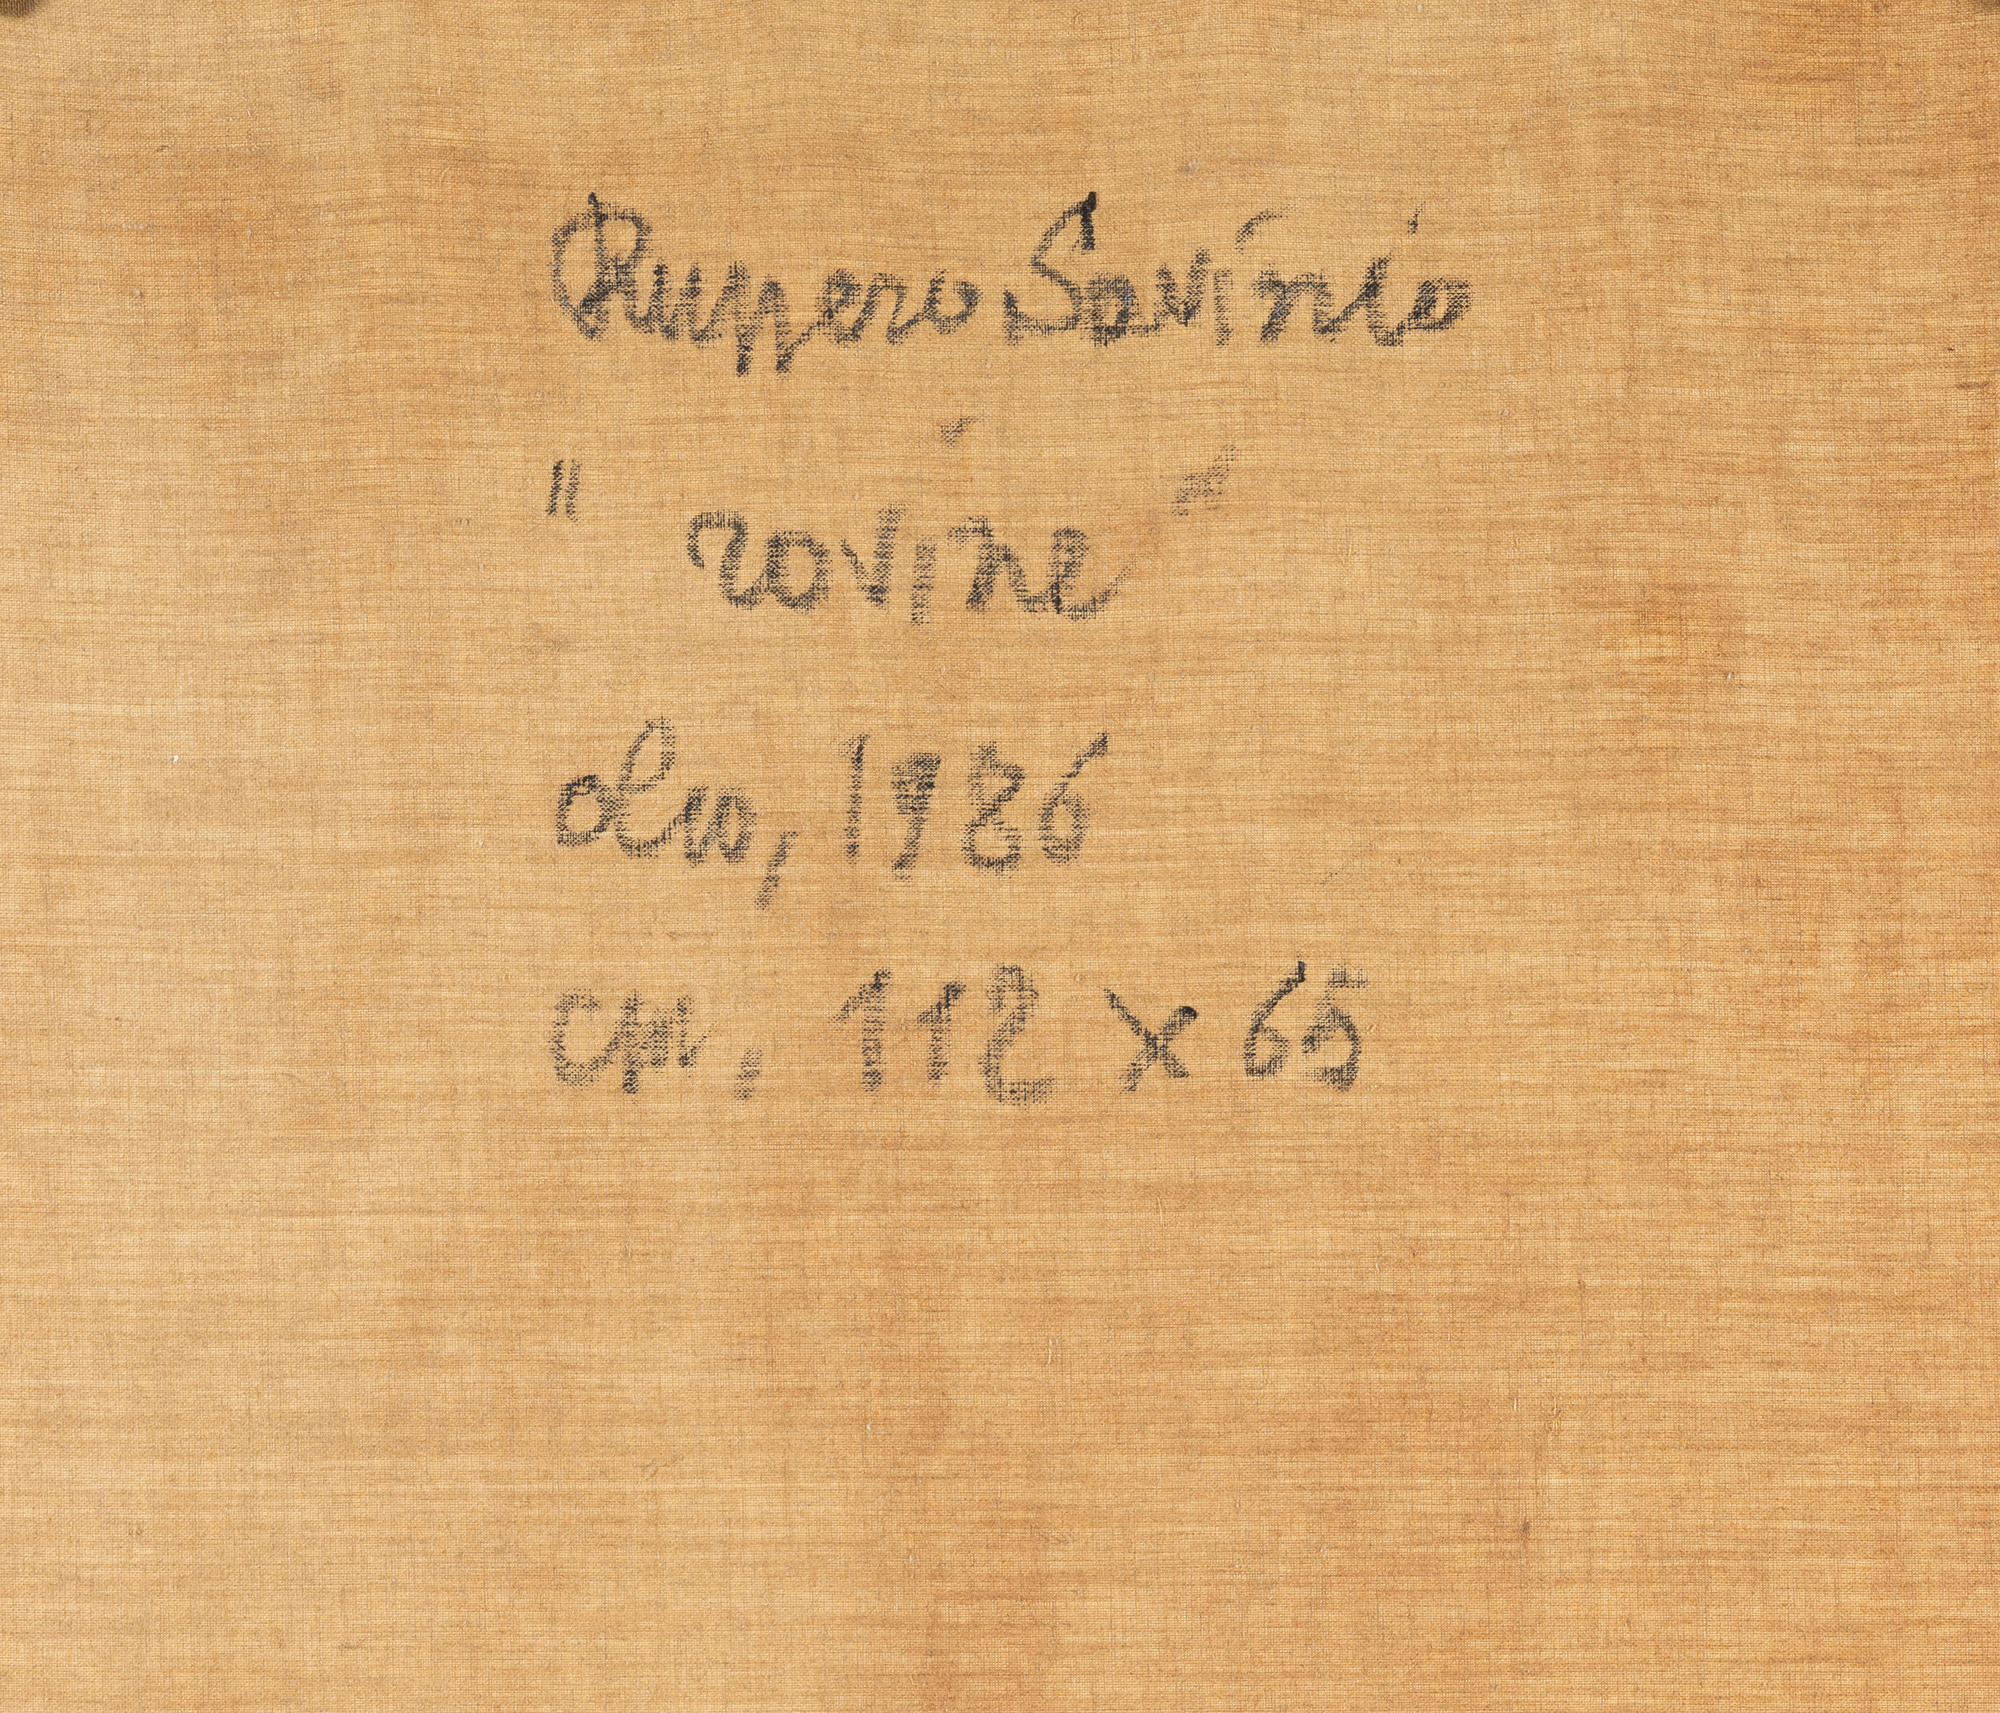 Ruggero Savinio
"rovine"
olio, 1986
cm. 112 x 65